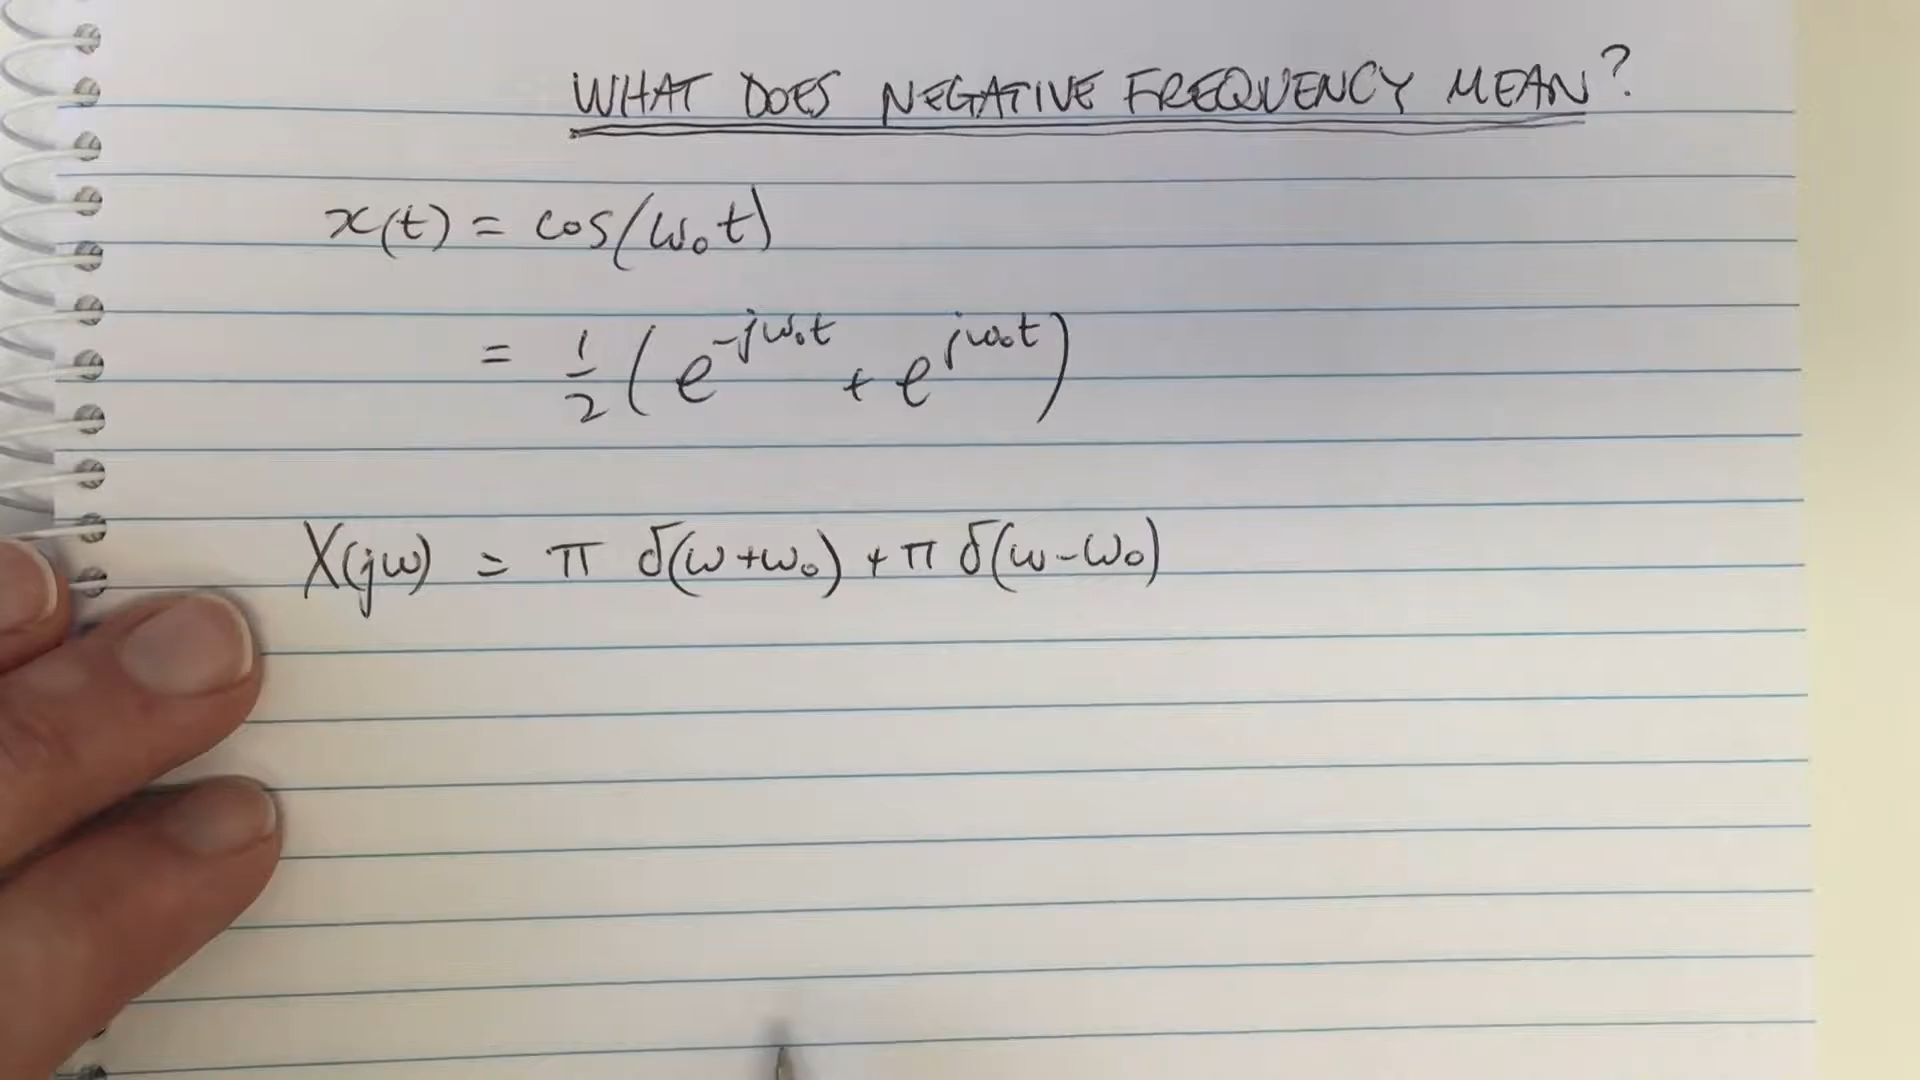 WHAT DOES NEGATIVE FREQUENCY MEAN?
x(t) = cos(ω₀t)
= 1/2 (e^{-jω₀t} + e^{jω₀t})
X(jω) = π δ(ω+ω₀) + π δ(ω-ω₀)